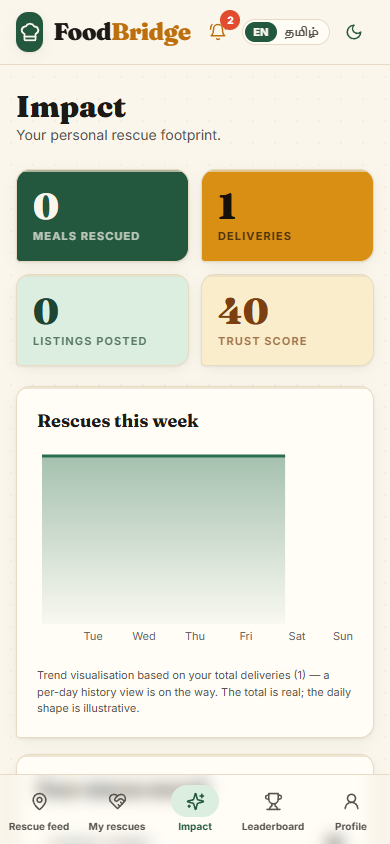 FoodBridge
2
EN
தமிழ்
Impact
Your personal rescue footprint.
0
MEALS RESCUED
1
DELIVERIES
0
LISTINGS POSTED
40
TRUST SCORE
Rescues this week
Tue Wed Thu Fri Sat Sun
Trend visualisation based on your total deliveries (1) — a
per-day history view is on the way. The total is real; the daily
shape is illustrative.
Rescue feed
My rescues
Impact
Leaderboard
Profile